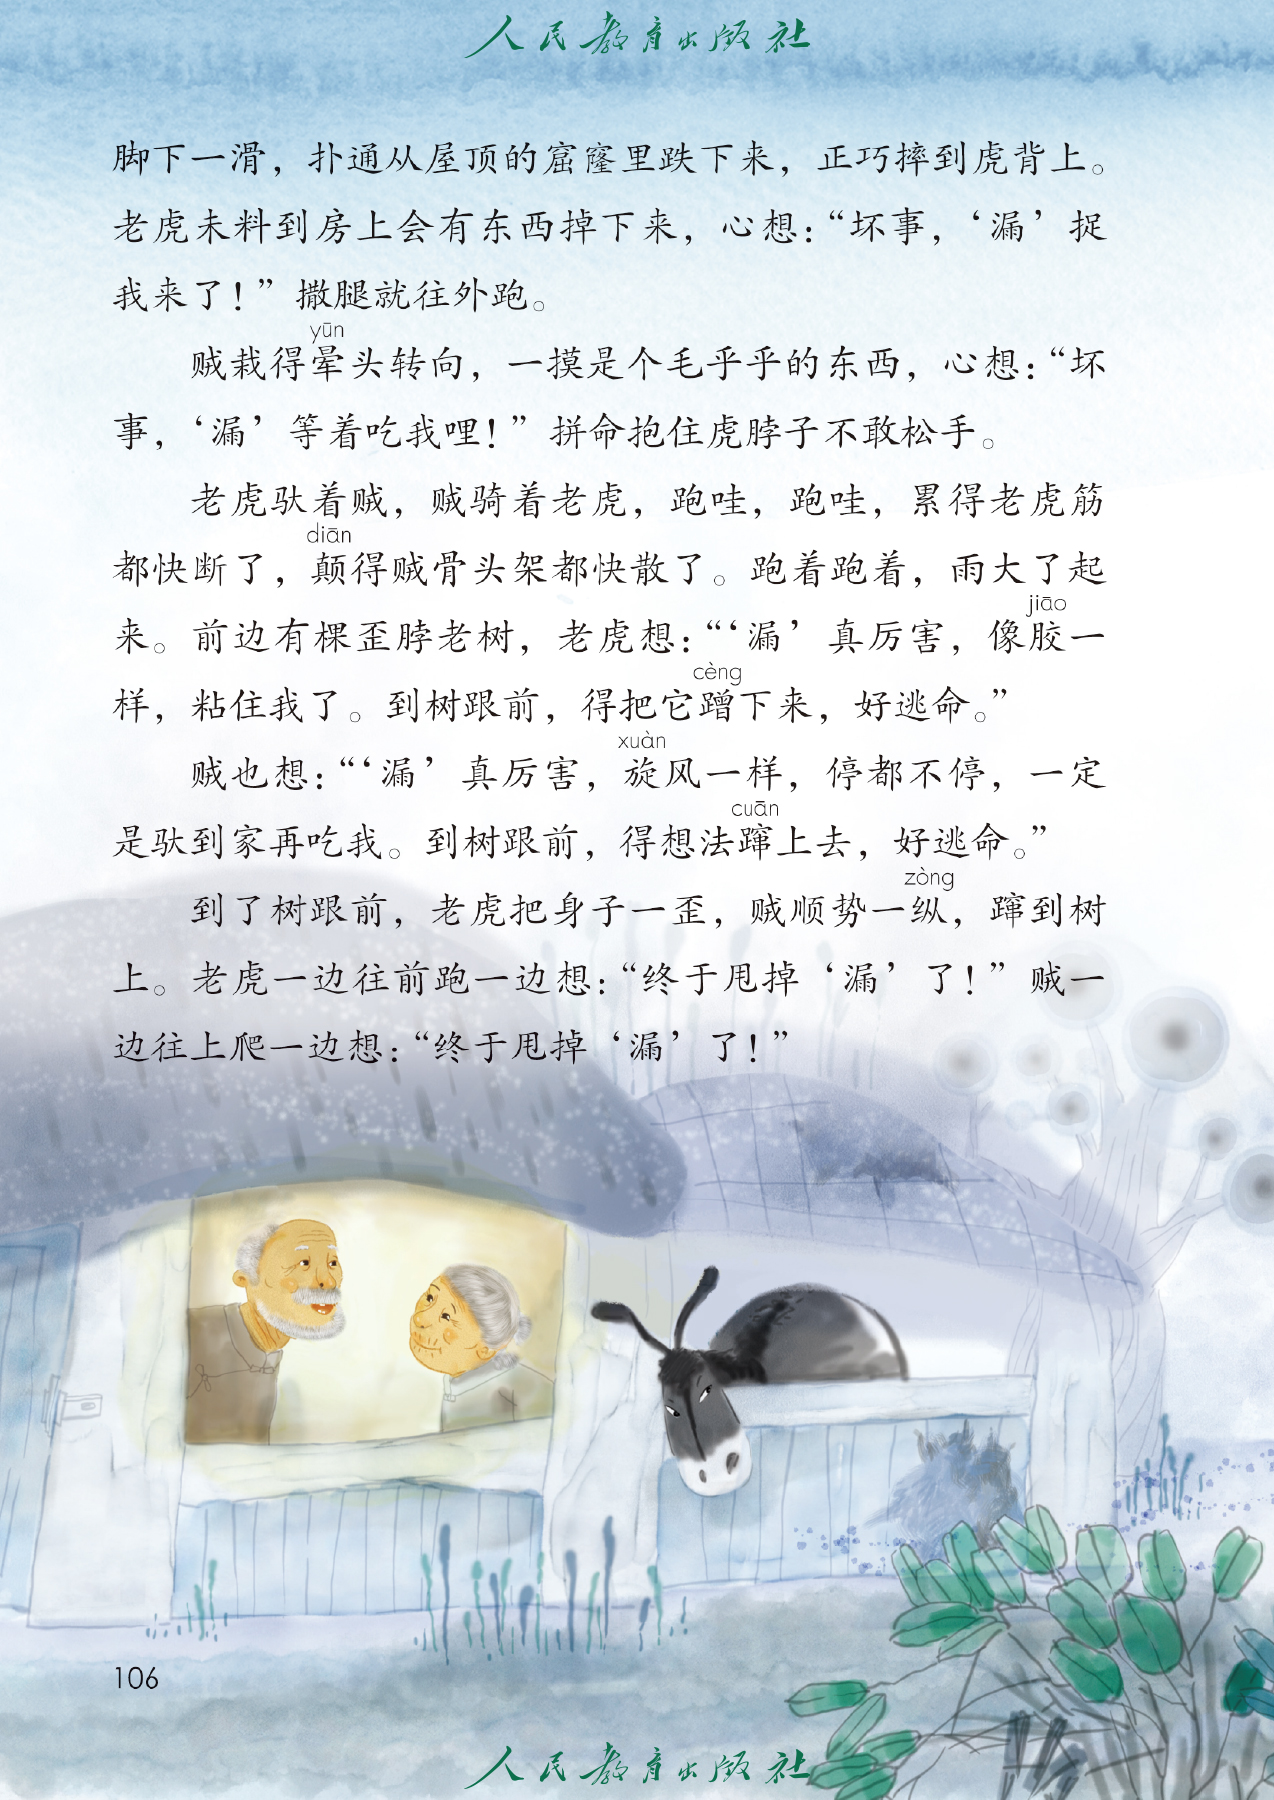 人民教育出版社
脚下一滑，扑通从屋顶的窟窿里跌下来，正巧摔到虎背上。
老虎未料到房上会有东西掉下来，心想：“坏事，‘漏’捉
我来了！”撒腿就往外跑。
yūn
贼栽得晕头转向，一摸是个毛乎乎的东西，心想：“坏
事，‘漏’等着吃我哩！”拼命抱住虎脖子不敢松手。
老虎驮着贼，贼骑着老虎，跑哇，跑哇，累得老虎筋
diān
都快断了，颠得贼骨头架都快散了。跑着跑着，雨大了起
jiāo
来。前边有棵歪脖老树，老虎想：“‘漏’真厉害，像胶一
cèng
样，粘住我了。到树跟前，得把它蹭下来，好逃命。”
xuàn
贼也想：“‘漏’真厉害，旋风一样，停都不停，一定
cuān
是驮到家再吃我。到树跟前，得想法蹿上去，好逃命。”
zòng
到了树跟前，老虎把身子一歪，贼顺势一纵，蹿到树
上。老虎一边往前跑一边想：“终于甩掉‘漏’了！”贼一
边往上爬一边想：“终于甩掉‘漏’了！”
106
人民教育出版社